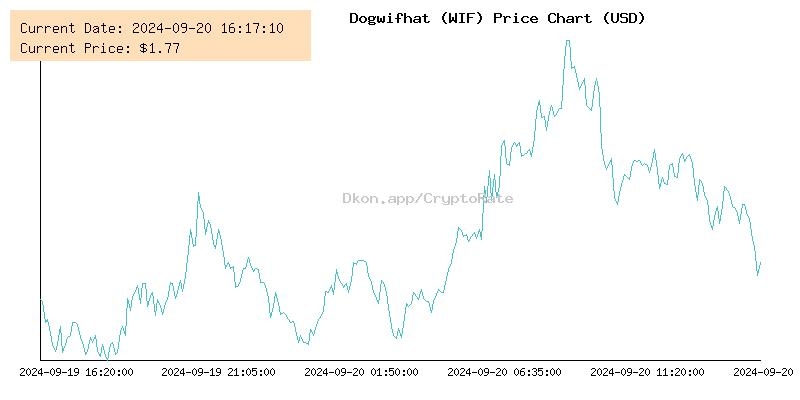 Dogwifhat (WIF) Price Chart (USD)
Current Date: 2024-09-20 16:17:10
Current Price: $1.77
Dkon.app/CryptoRate
2024-09-19 16:20:00
2024-09-19 21:05:00
2024-09-20 01:50:00
2024-09-20 06:35:00
2024-09-20 11:20:00
2024-09-20